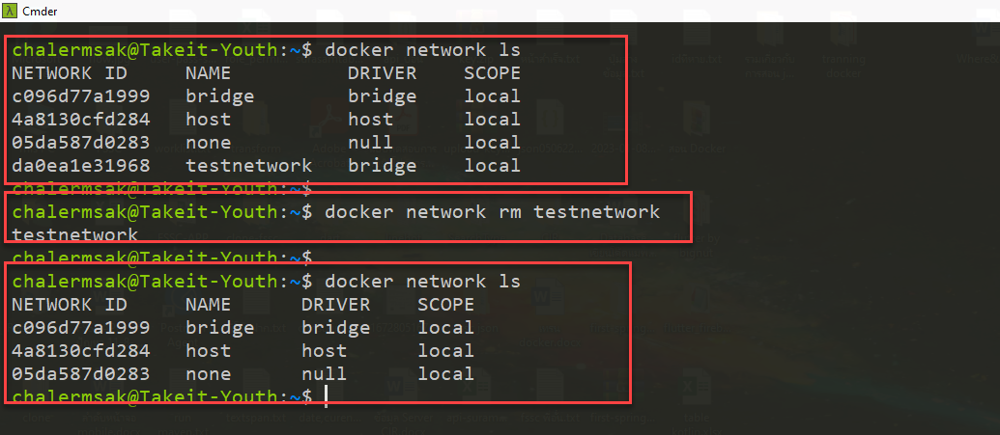 λ Cmder
chalermsak@Takeit-Youth:~$ docker network ls
NETWORK ID NAME DRIVER SCOPE
c096d77a1999 bridge bridge local
4a8130cfd284 host host local
05da587d0283 none null local
da0ea1e31968 testnetwork bridge local
chalermsak@Takeit-Youth:~$
chalermsak@Takeit-Youth:~$ docker network rm testnetwork
testnetwork
chalermsak@Takeit-Youth:~$
chalermsak@Takeit-Youth:~$ docker network ls
NETWORK ID NAME DRIVER SCOPE
c096d77a1999 bridge bridge local
4a8130cfd284 host host local
05da587d0283 none null local
chalermsak@Takeit-Youth:~$